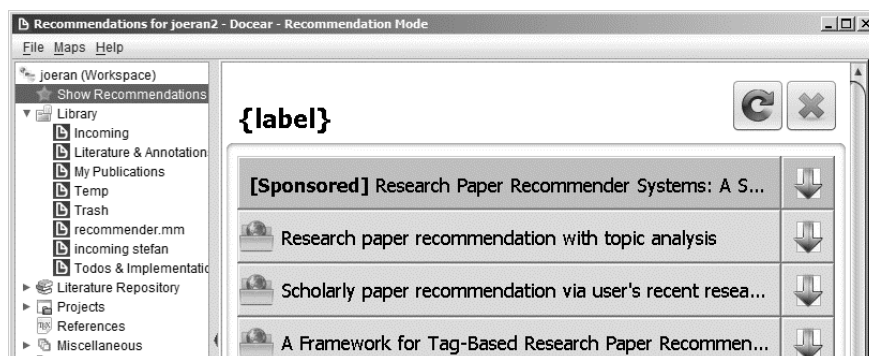 Recommendations for joeran2 - Docear - Recommendation Mode
File Maps Help
joeran (Workspace)
Show Recommendations
Library
Incoming
Literature & Annotation
My Publications
Temp
Trash
recommender.mm
incoming stefan
Todos & Implementatic
Literature Repository
Projects
References
Miscellaneous
{label}
[Sponsored] Research Paper Recommender Systems: A S...
Research paper recommendation with topic analysis
Scholarly paper recommendation via user's recent resea...
A Framework for Tag-Based Research Paper Recommen...